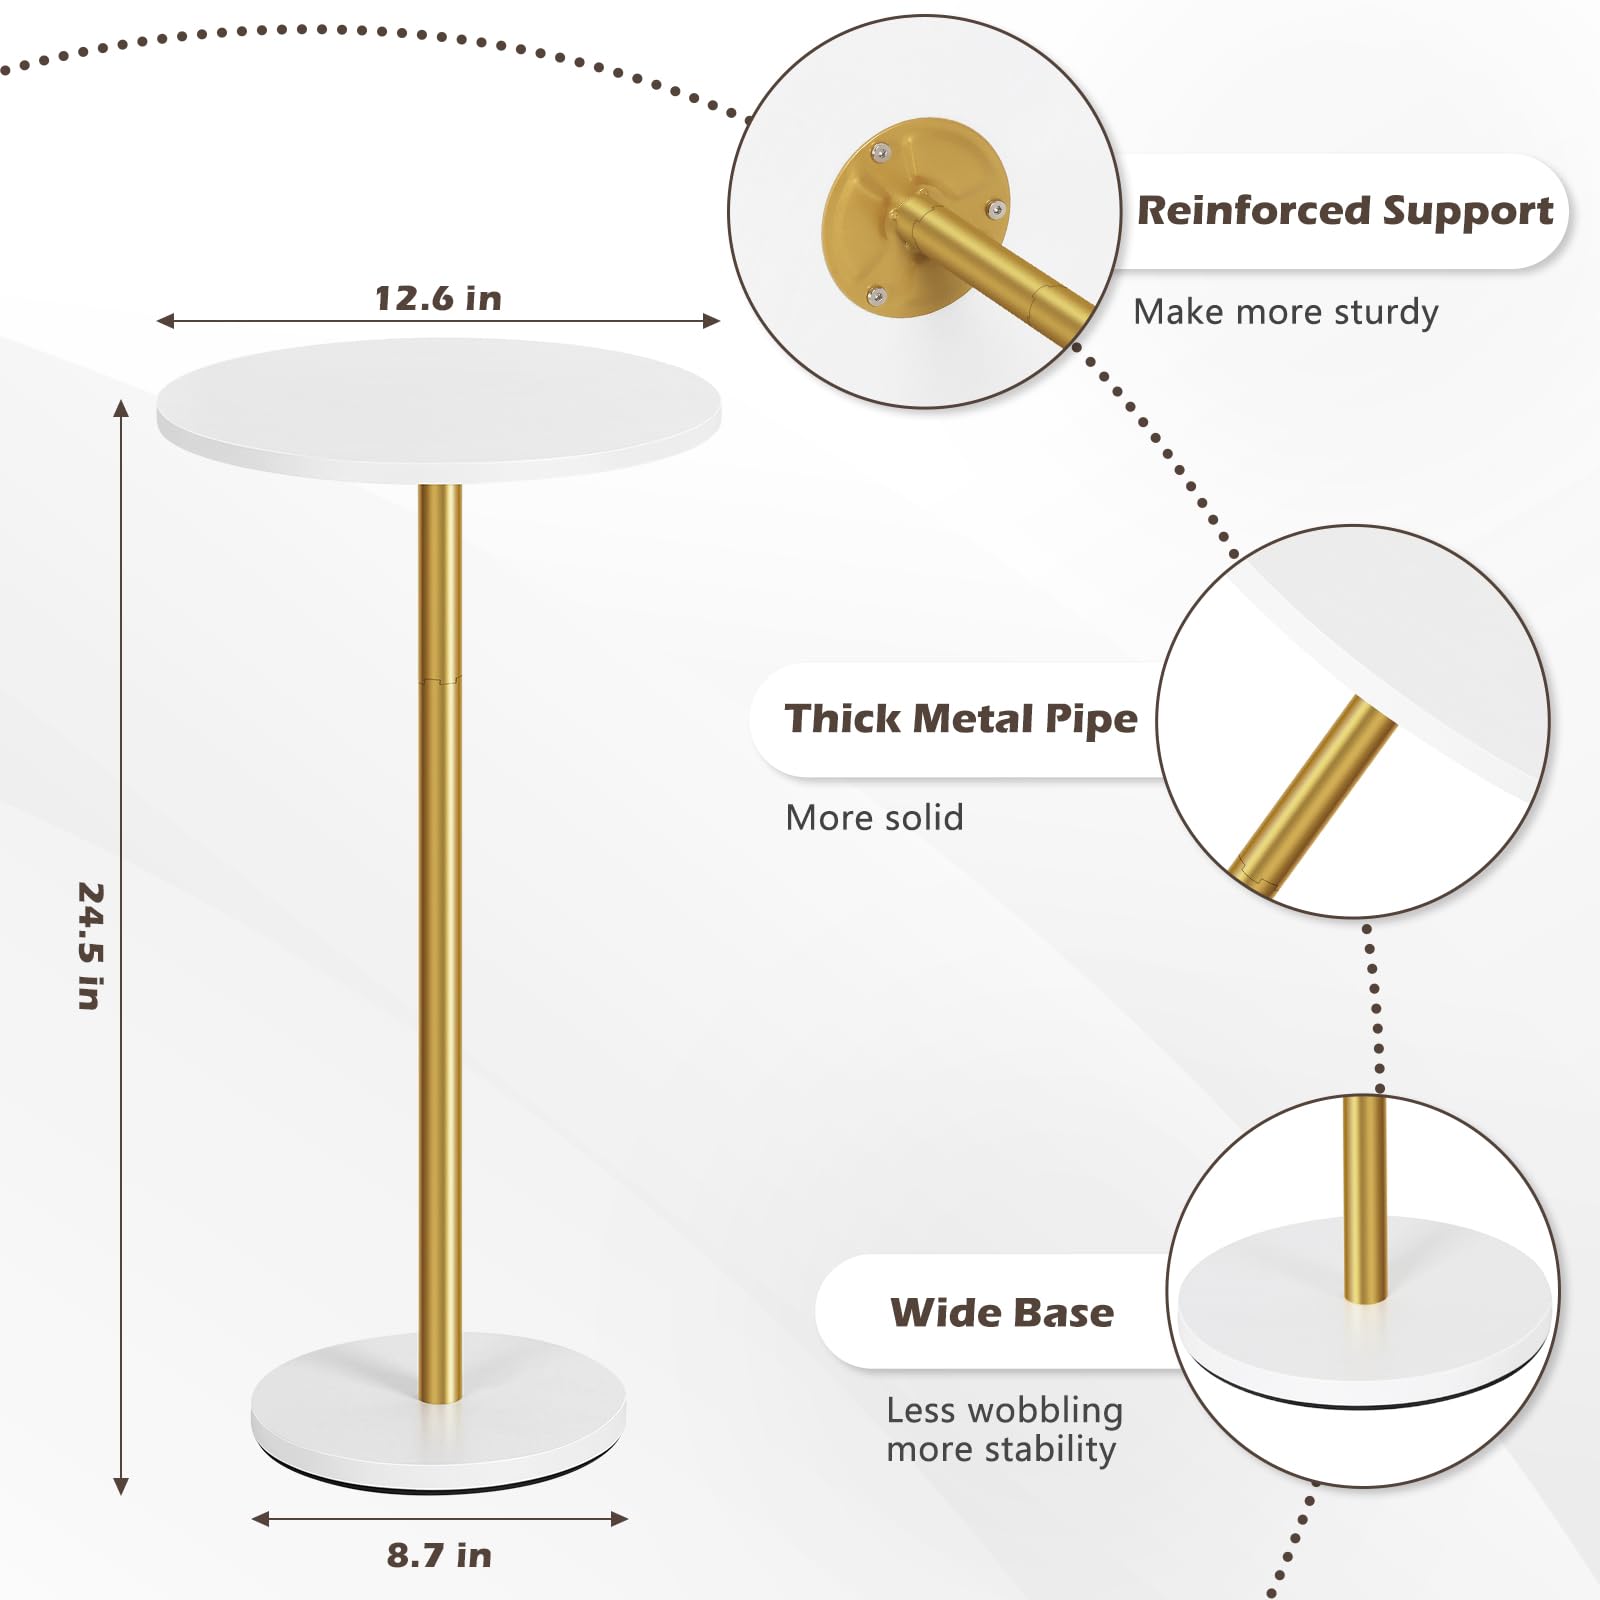 Reinforced Support
Make more sturdy
12.6 in
Thick Metal Pipe
More solid
24.5 in
Wide Base
Less wobbling
more stability
8.7 in